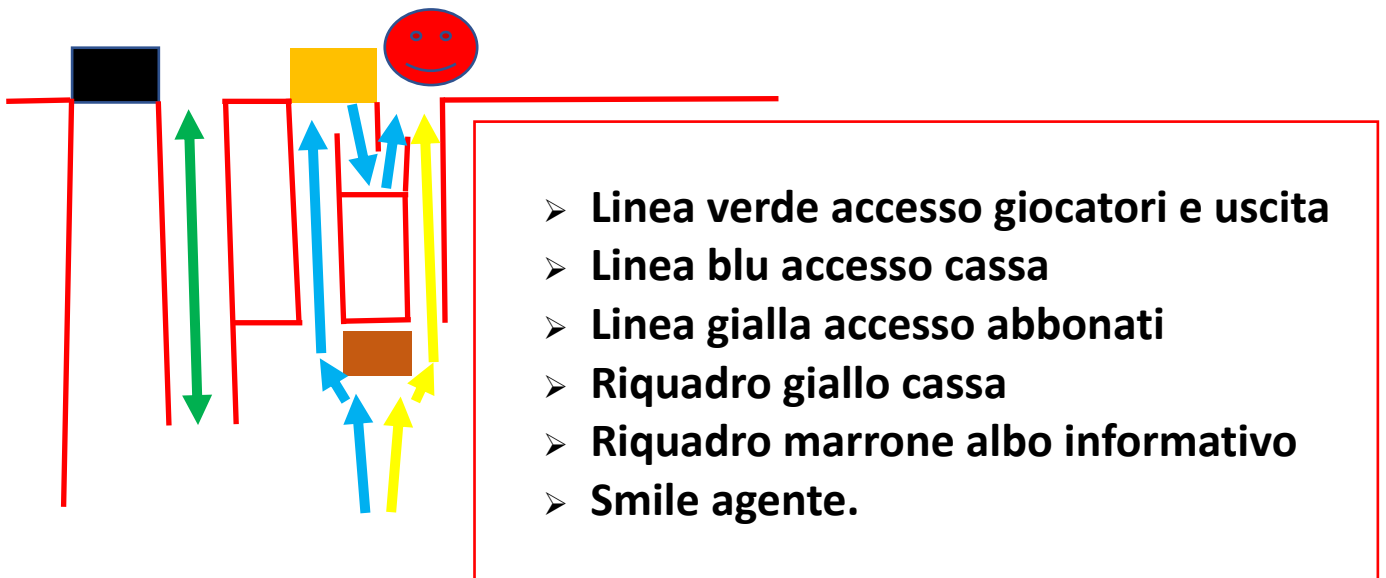 ➢ Linea verde accesso giocatori e uscita
➢ Linea blu accesso cassa
➢ Linea gialla accesso abbonati
➢ Riquadro giallo cassa
➢ Riquadro marrone albo informativo
➢ Smile agente.